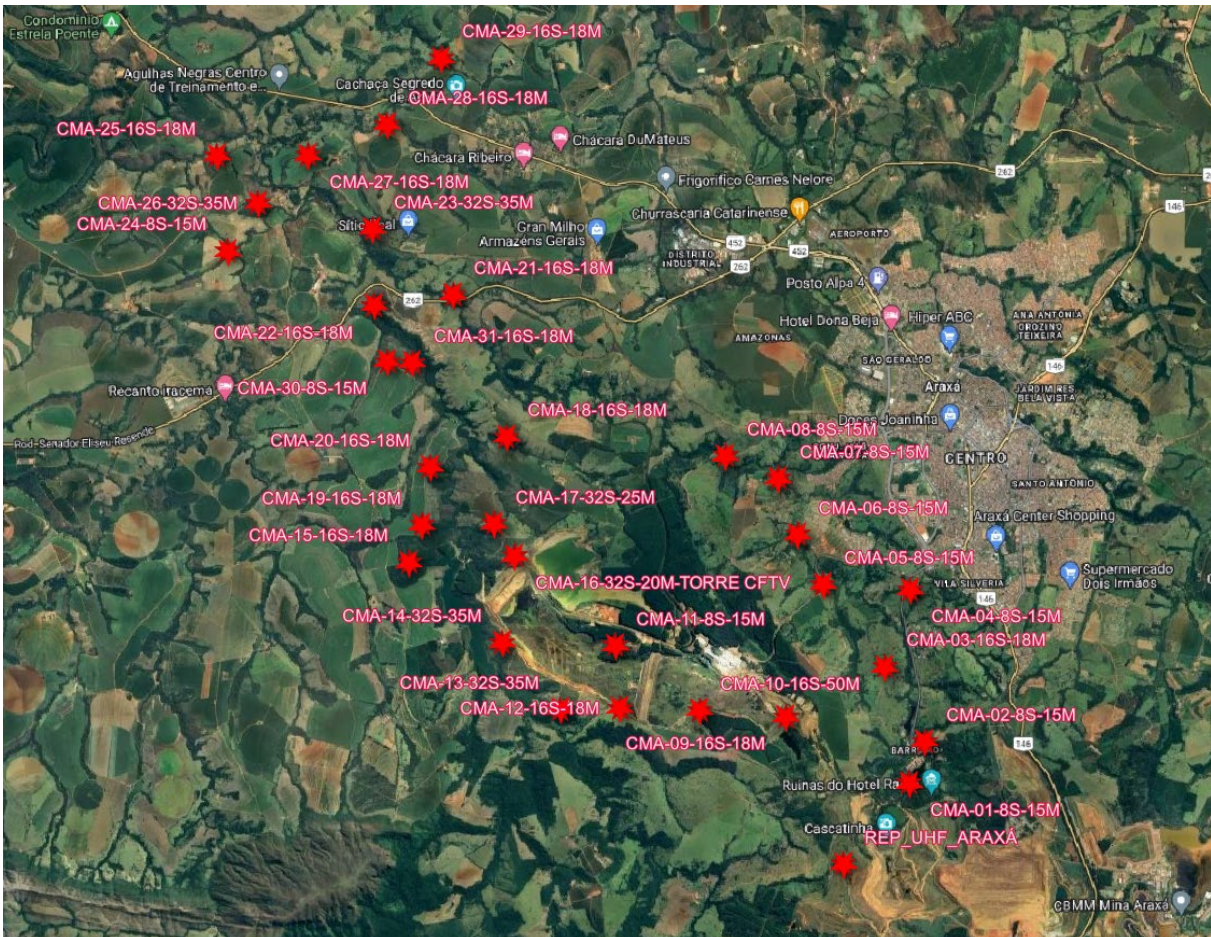 Condomínio
Estrela Poente
CMA-29-16S-18M
Agulhas Negras Centro
de Treinamento e...
Cachaça Segredo
de
CMA-28-16S-18M
CMA-25-16S-18M
Chácara DuMateus
Chácara Ribeiro
262
CMA-27-16S-18M
Frigorífico Carnes Nelore
CMA-26-32S-35M
CMA-23-32S-35M
146
CMA-24-8S-15M
Churrascaria Catarinense
Gran Milho
Armazéns Gerais
AEROPORTO
452
452
DISTRITO
INDUSTRIAL
262
CMA-21-16S-18M
Posto Alpa 4
262
Hotel Dona Beja
Hiper ABC
ANA ANTONIA
OROZINO
TEIXEIRA
CMA-22-16S-18M
CMA-31-16S-18M
AMAZONAS
SÃO GERALDO
146
Recanto Iracema
CMA-30-8S-15M
Araxá
JARDIM RES.
BELA VISTA
Rod. Senador Eliseu Resende
CMA-18-16S-18M
Doces Joaninha
CMA-20-16S-18M
CMA-08-8S-15M
CMA-07-8S-15M
CENTRO
SANTO ANTÔNIO
CMA-19-16S-18M
CMA-17-32S-25M
CMA-06-8S-15M
Araxá Center Shopping
CMA-15-16S-18M
CMA-05-8S-15M
CMA-16-32S-20M-TORRE CFTV
VILA SILVÉRIA
Supermercado
Dois Irmãos
146
CMA-14-32S-35M
CMA-11-8S-15M
CMA-04-8S-15M
CMA-03-16S-18M
CMA-13-32S-35M
CMA-10-16S-50M
CMA-12-16S-18M
CMA-02-8S-15M
CMA-09-16S-18M
146
Ruínas do Hotel Ra
CMA-01-8S-15M
Cascatinha
REP_UHF_ARAXÁ
CBMM Mina Araxá